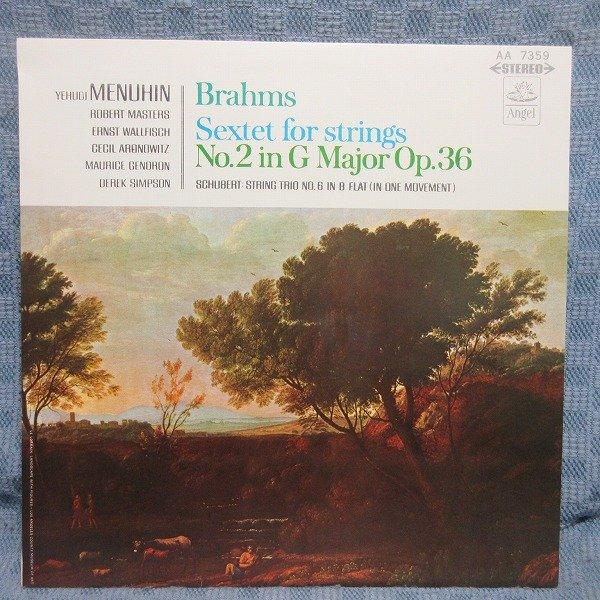 AA 7359
STEREO
Angel
YEHUDI MENUHIN
ROBERT MASTERS
ERNST WALLFISCH
CECIL ARONOWITZ
MAURICE GENDRON
DEREK SIMPSON
Brahms
Sextet for strings
No.2 in G Major Op.36
SCHUBERT: STRING TRIO NO.6 IN B FLAT (IN ONE MOVEMENT)